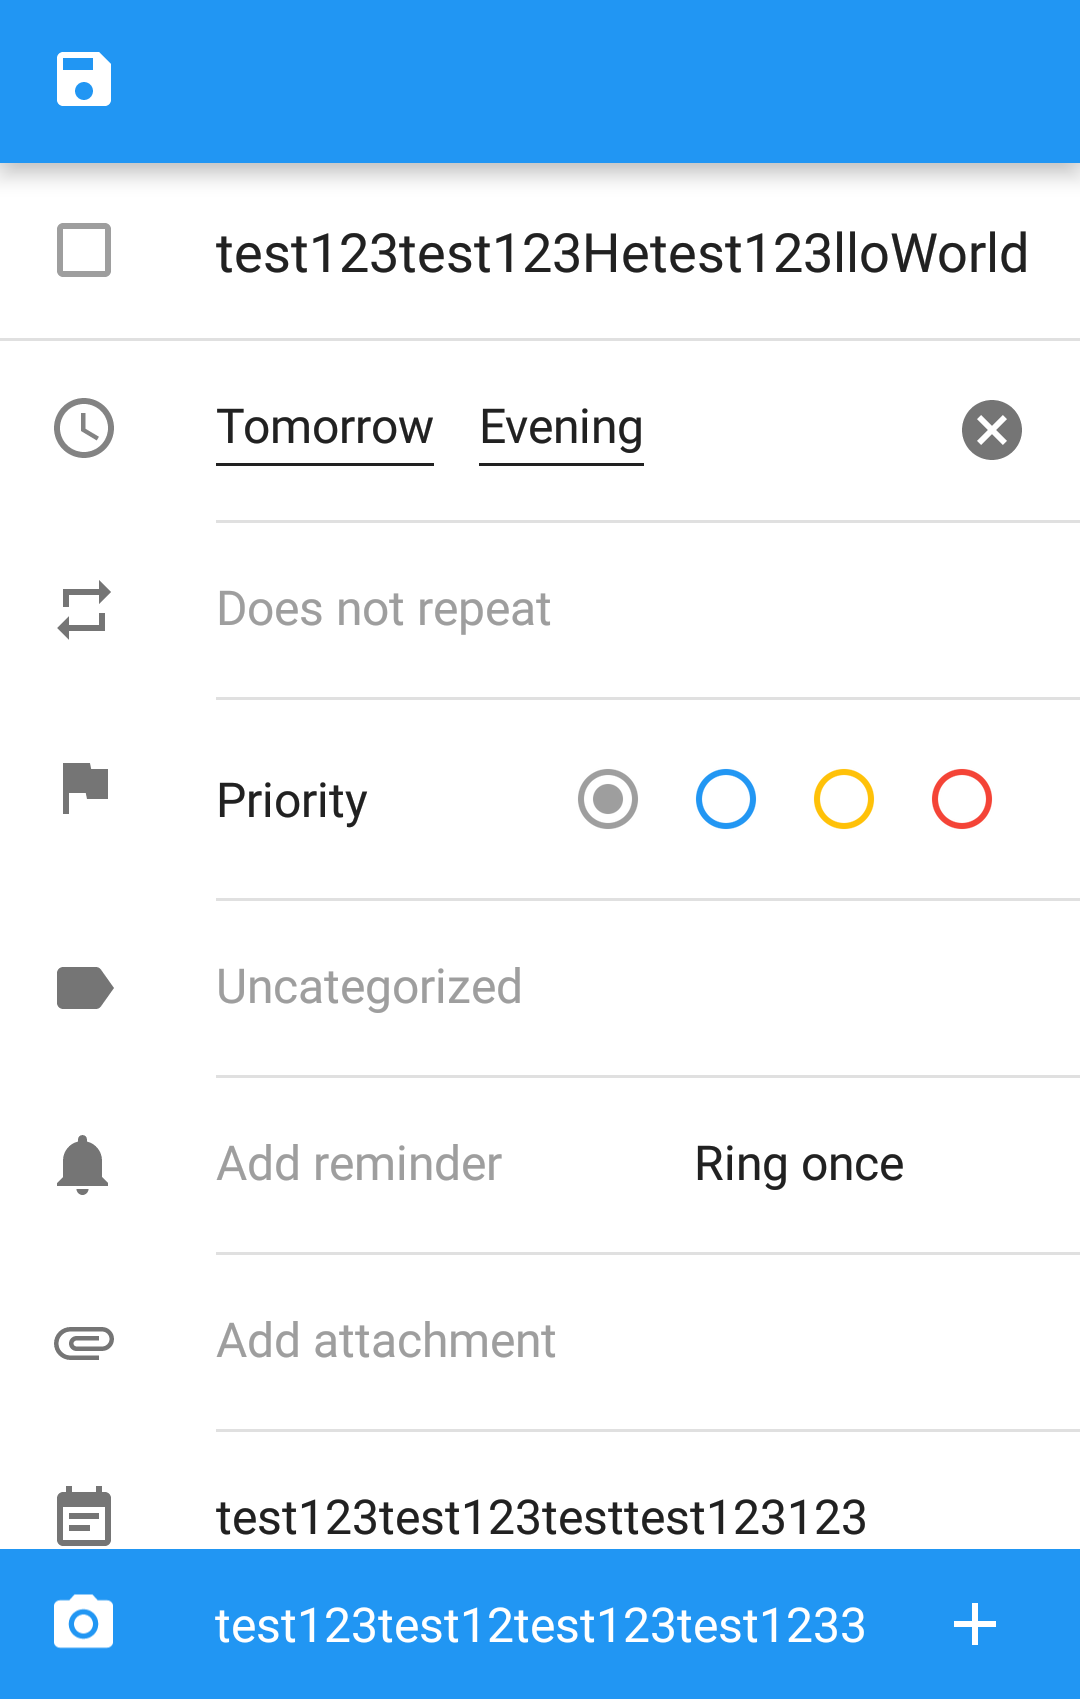 test123test123Hetest123lloWorld
Tomorrow Evening
Does not repeat
Priority
Uncategorized
Add reminder Ring once
Add attachment
test123test123testtest123123
test123test12test123test1233